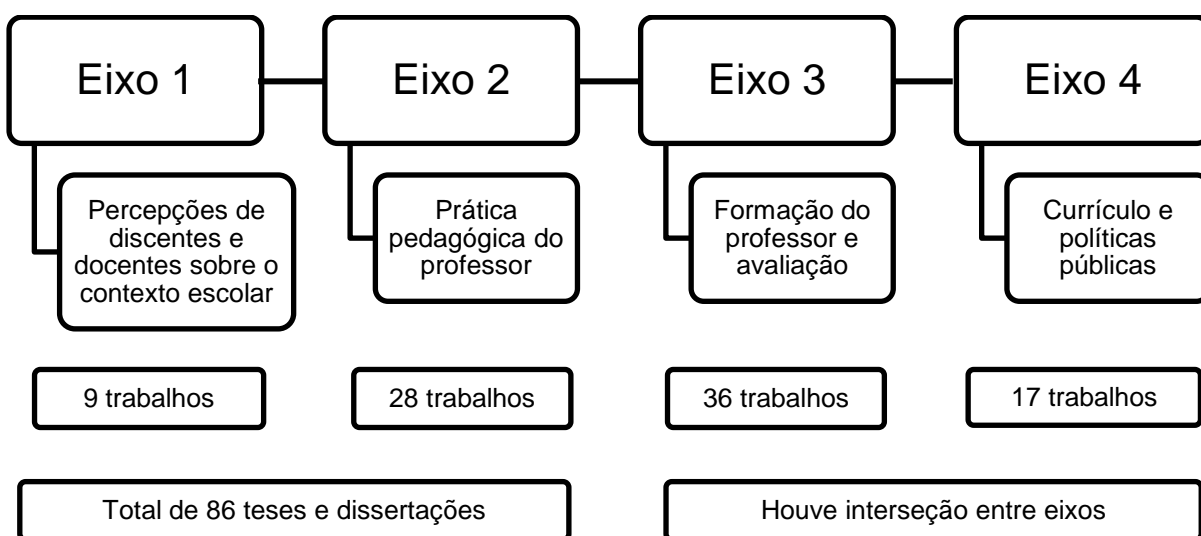 Eixo 1
Eixo 2
Eixo 3
Eixo 4
Percepções de
discentes e
docentes sobre o
contexto escolar
Prática
pedagógica do
professor
Formação do
professor e
avaliação
Currículo e
políticas
públicas
9 trabalhos
28 trabalhos
36 trabalhos
17 trabalhos
Total de 86 teses e dissertações
Houve interseção entre eixos